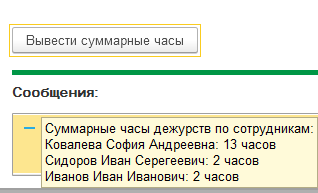 Вывести суммарные часы
Сообщения:
Суммарные часы дежурств по сотрудникам:
Ковалева София Андреевна: 13 часов
Сидоров Иван Серегеевич: 2 часов
Иванов Иван Иванович: 2 часов